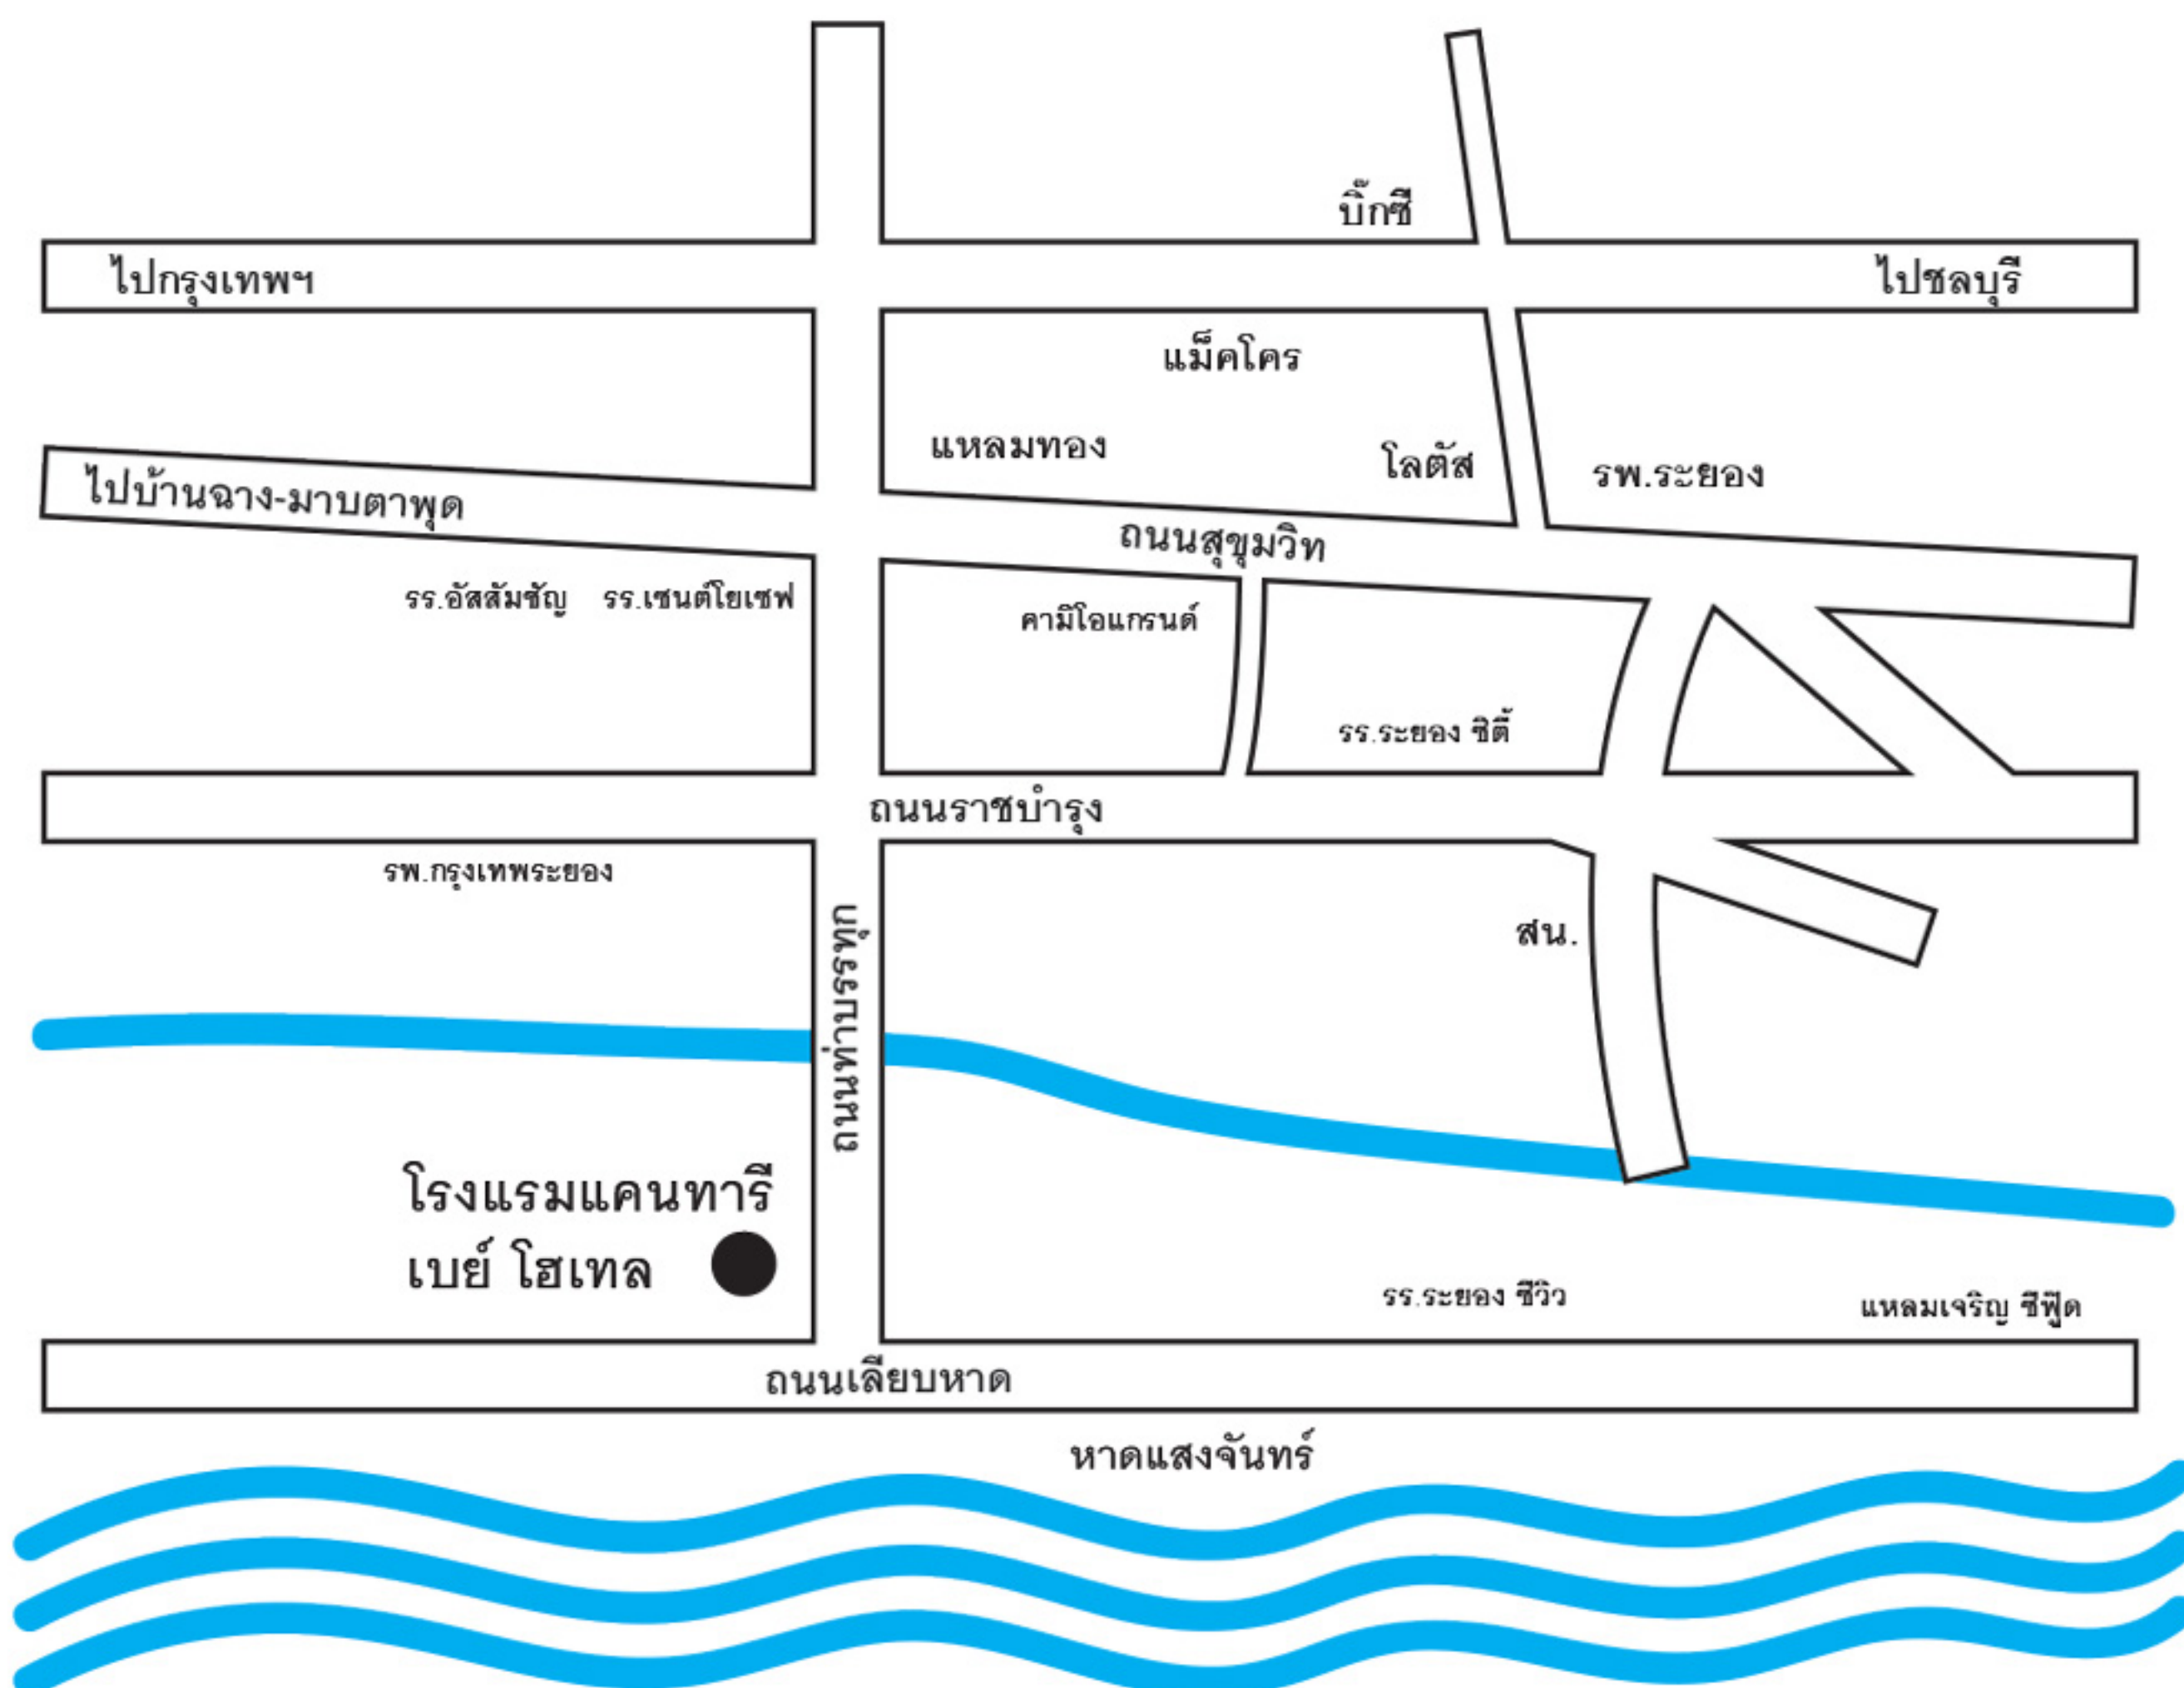 บิ๊กซี
ไปกรุงเทพฯ
ไปชลบุรี
แม็คโคร
แหลมทอง
โลตัส
รพ.ระยอง
ไปบ้านฉาง-มาบตาพุด
ถนนสุขุมวิท
รร.อัสสัมชัญ รร.เซนต์โยเซฟ
คามิโอแกรนด์
รร.ระยอง ซิตี้
ถนนราชบำรุง
รพ.กรุงเทพระยอง
สน.
ถนนท่าบรรทุก
โรงแรมแคนทารี
เบย์ โฮเทล
รร.ระยอง ซีวิว
แหลมเจริญ ซีฟู๊ด
ถนนเลียบหาด
หาดแสงจันทร์